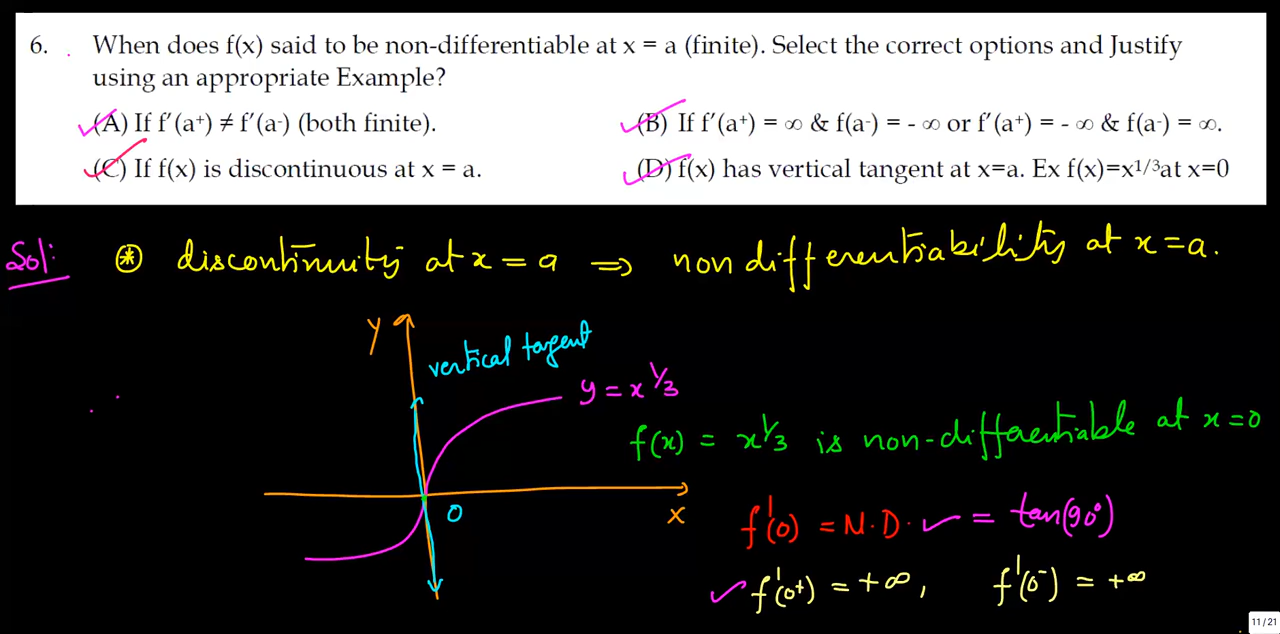 6. When does f(x) said to be non-differentiable at x = a (finite). Select the correct options and Justify
using an appropriate Example?
(A) If f′(a⁺) ≠ f′(a-) (both finite).
(B) If f′(a⁺) = ∞ & f(a-) = - ∞ or f′(a⁺) = - ∞ & f(a-) = ∞.
(C) If f(x) is discontinuous at x = a.
(D) f(x) has vertical tangent at x=a. Ex f(x)=x^1/3 at x=0
Sol:
⊛ discontinuity at x = a ⇒ non differentiability at x = a.
Y
vertical tangent
y = x^1/3
f(x) = x^1/3 is non-differentiable at x = 0
O
X
f'(0) = N.D. ✓ = tan(90°)
✓ f'(0⁺) = +∞, f'(0⁻) = +∞
11/21